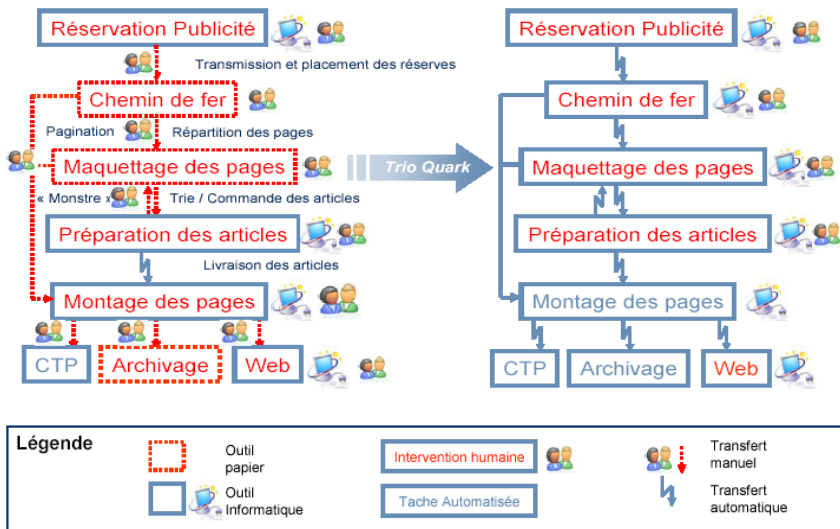 Réservation Publicité
Transmission et placement des réserves
Chemin de fer
Pagination
Répartition des pages
Maquettage des pages
« Monstre »
Trie / Commande des articles
Préparation des articles
Livraison des articles
Montage des pages
CTP
Archivage
Web
Trio Quark
Réservation Publicité
Chemin de fer
Maquettage des pages
Préparation des articles
Montage des pages
CTP
Archivage
Web
Légende
Outil
papier
Outil
Informatique
Intervention humaine
Tache Automatisée
Transfert
manuel
Transfert
automatique